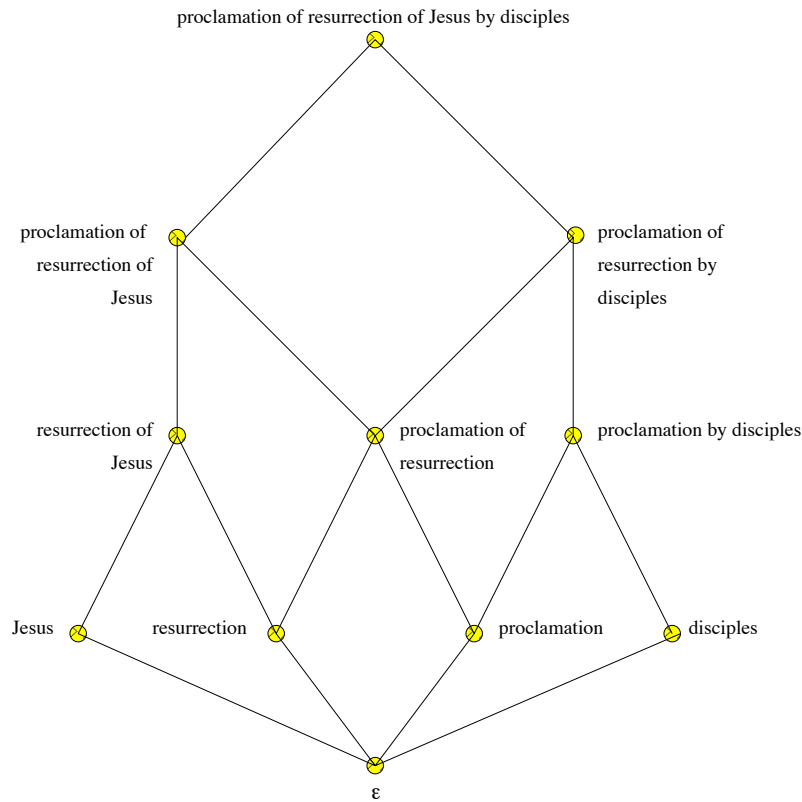 proclamation of resurrection of Jesus by disciples
proclamation of
resurrection of
Jesus
proclamation of
resurrection by
disciples
resurrection of
Jesus
proclamation of
resurrection
proclamation by disciples
Jesus
resurrection
proclamation
disciples
ε